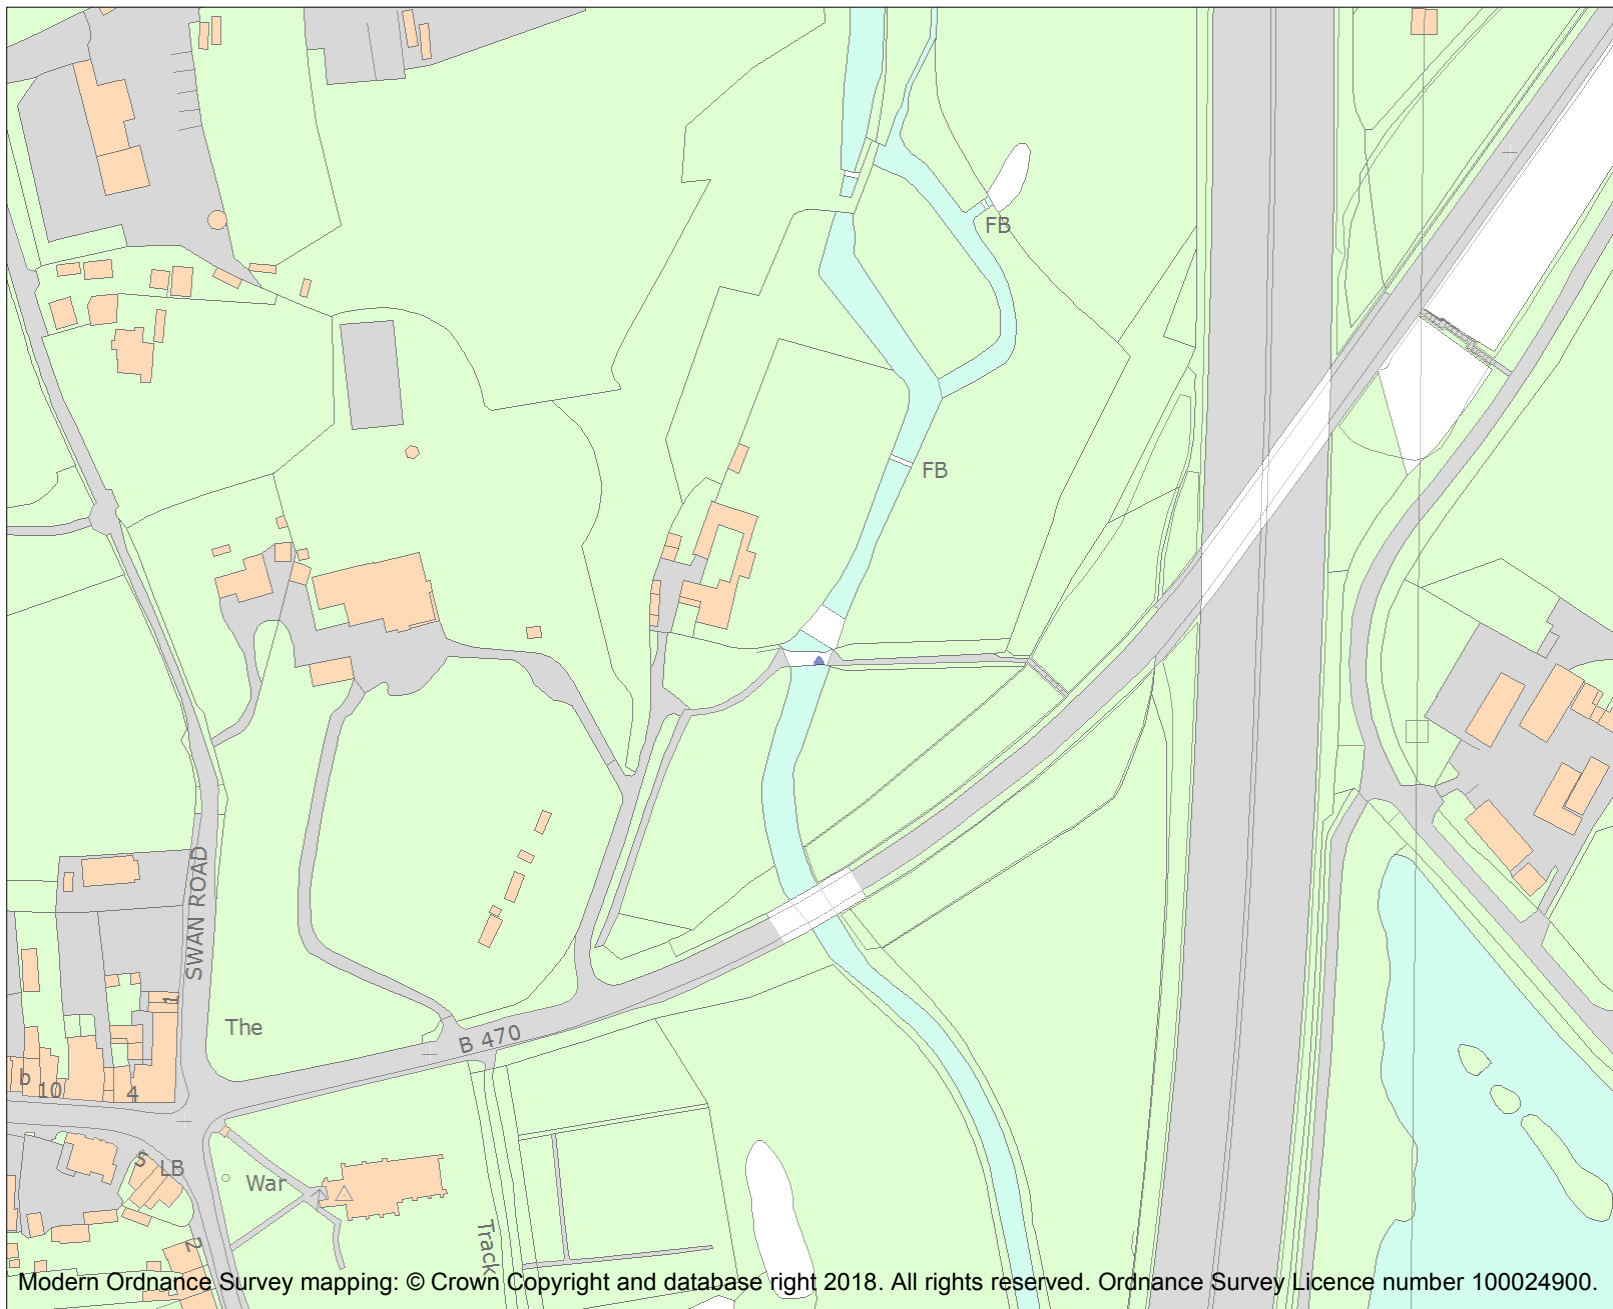 FB
FB
SWAN ROAD
1
The
B 470
b
10
4
5
LB
War
2
Track
Modern Ordnance Survey mapping: © Crown Copyright and database right 2018. All rights reserved. Ordnance Survey Licence number 100024900.